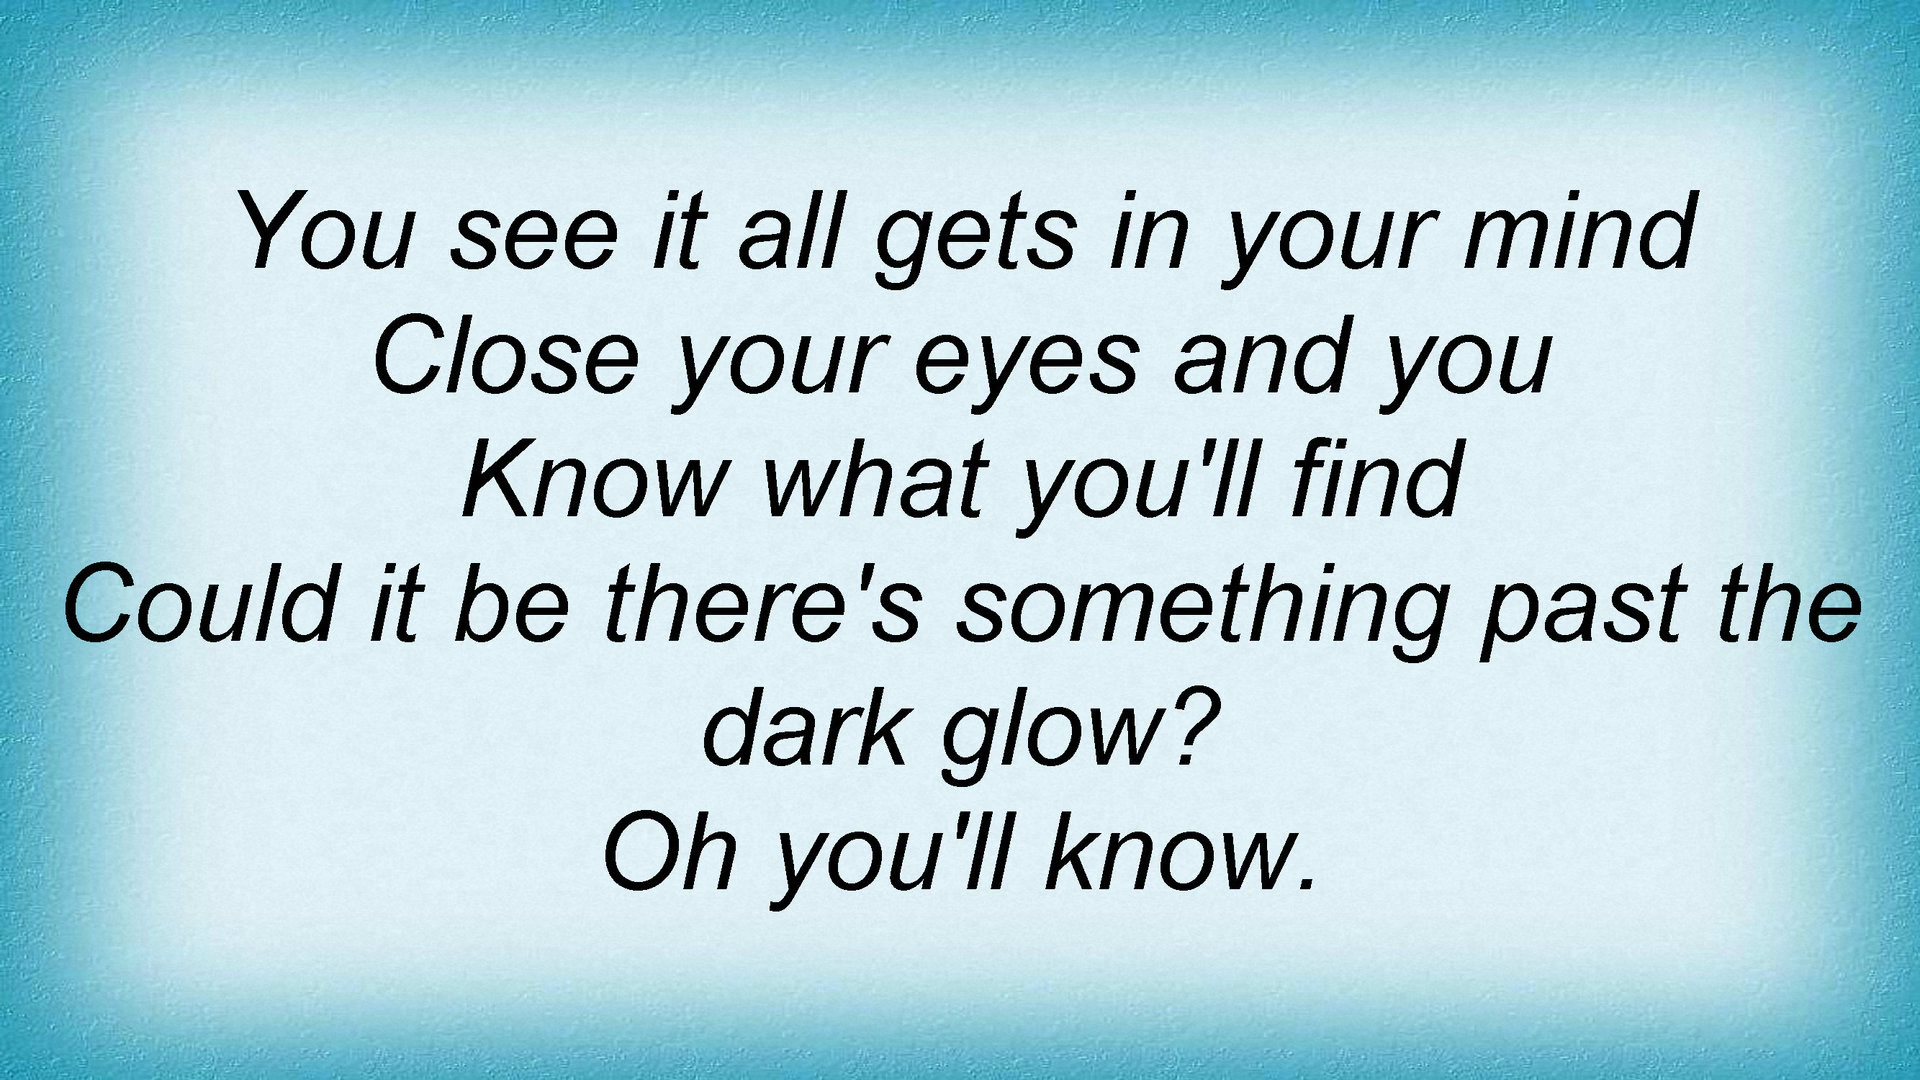 You see it all gets in your mind
Close your eyes and you
Know what you'll find
Could it be there's something past the
dark glow?
Oh you'll know.